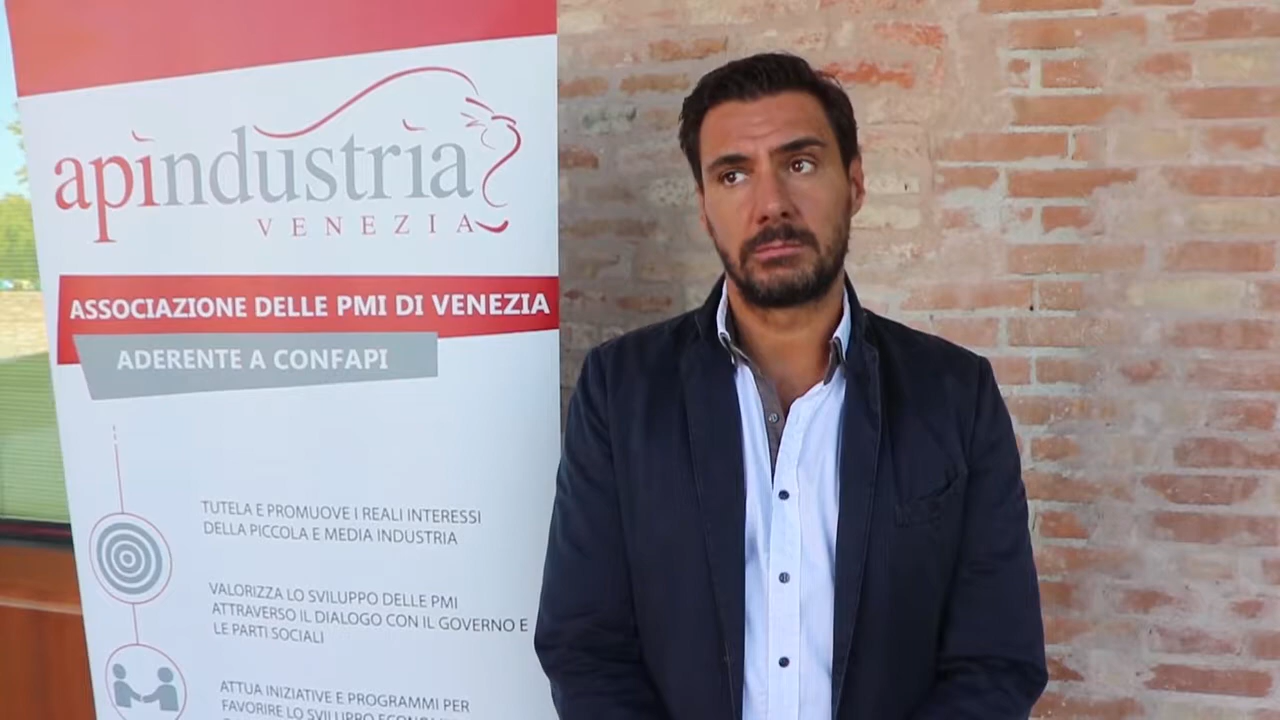 apìndustrìa
VENEZIA
ASSOCIAZIONE DELLE PMI DI VENEZIA
ADERENTE A CONFAPI
TUTELA E PROMUOVE I REALI INTERESSI
DELLA PICCOLA E MEDIA INDUSTRIA
VALORIZZA LO SVILUPPO DELLE PMI
ATTRAVERSO IL DIALOGO CON IL GOVERNO E
LE PARTI SOCIALI
ATTUA INIZIATIVE E PROGRAMMI PER
FAVORIRE LO SVILUPPO